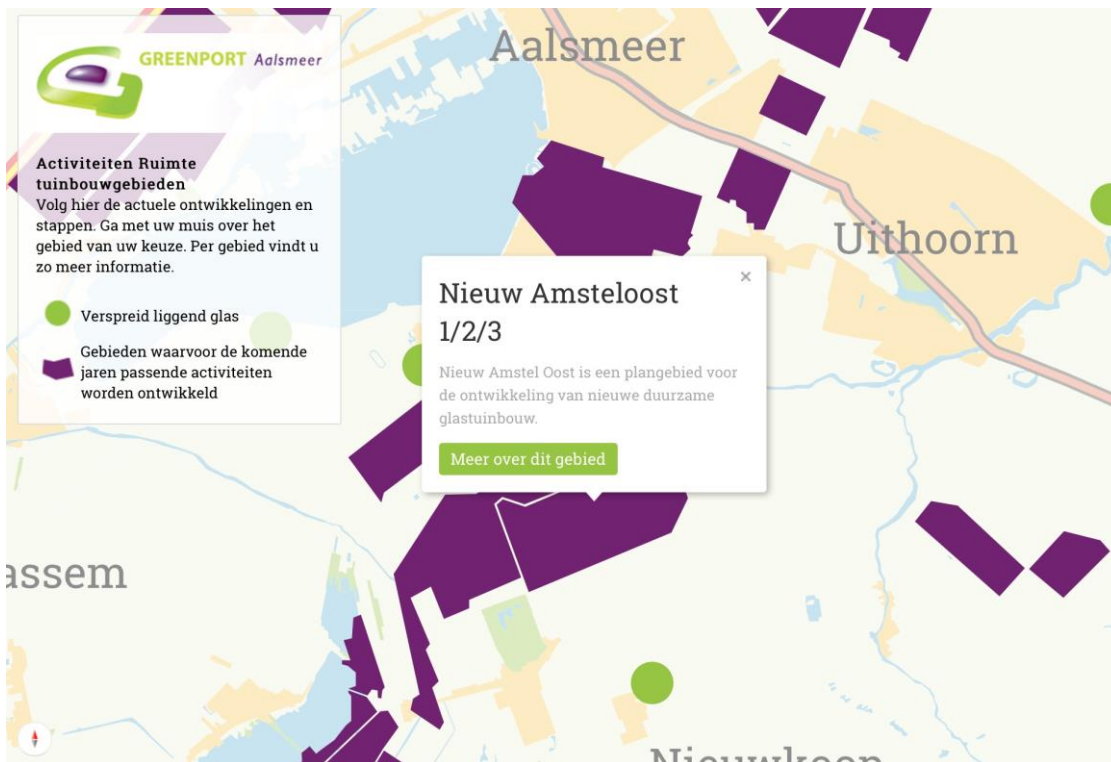 GREENPORT Aalsmeer
Activiteiten Ruimte
tuinbouwgebieden
Volg hier de actuele ontwikkelingen en
stappen. Ga met uw muis over het
gebied van uw keuze. Per gebied vindt u
zo meer informatie.
Verspreid liggend glas
Gebieden waarvoor de komende
jaren passende activiteiten
worden ontwikkeld
Aalsmeer
Uithoorn
×
Nieuw Amsteloost
1/2/3
Nieuw Amstel Oost is een plangebied voor
de ontwikkeling van nieuwe duurzame
glastuinbouw.
Meer over dit gebied
assem
Nieuwkoop